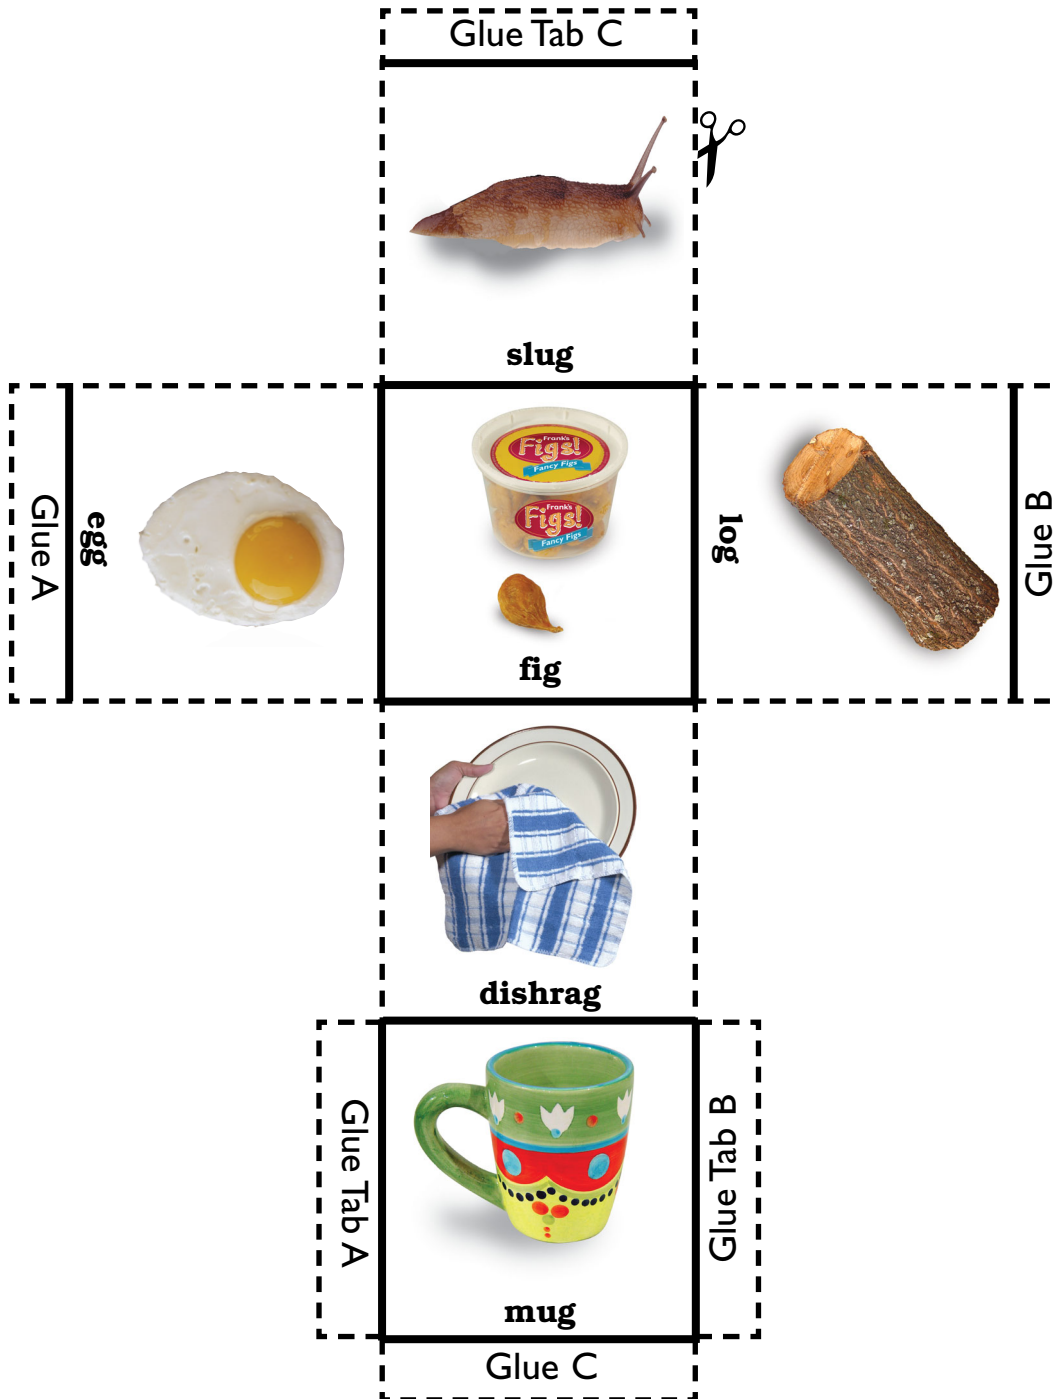 Glue Tab C
slug
Glue A
egg
Frank's
Figs!
Fancy Figs
Frank's
Figs!
Fancy Figs
fig
log
Glue B
dishrag
Glue Tab A
mug
Glue Tab B
Glue C